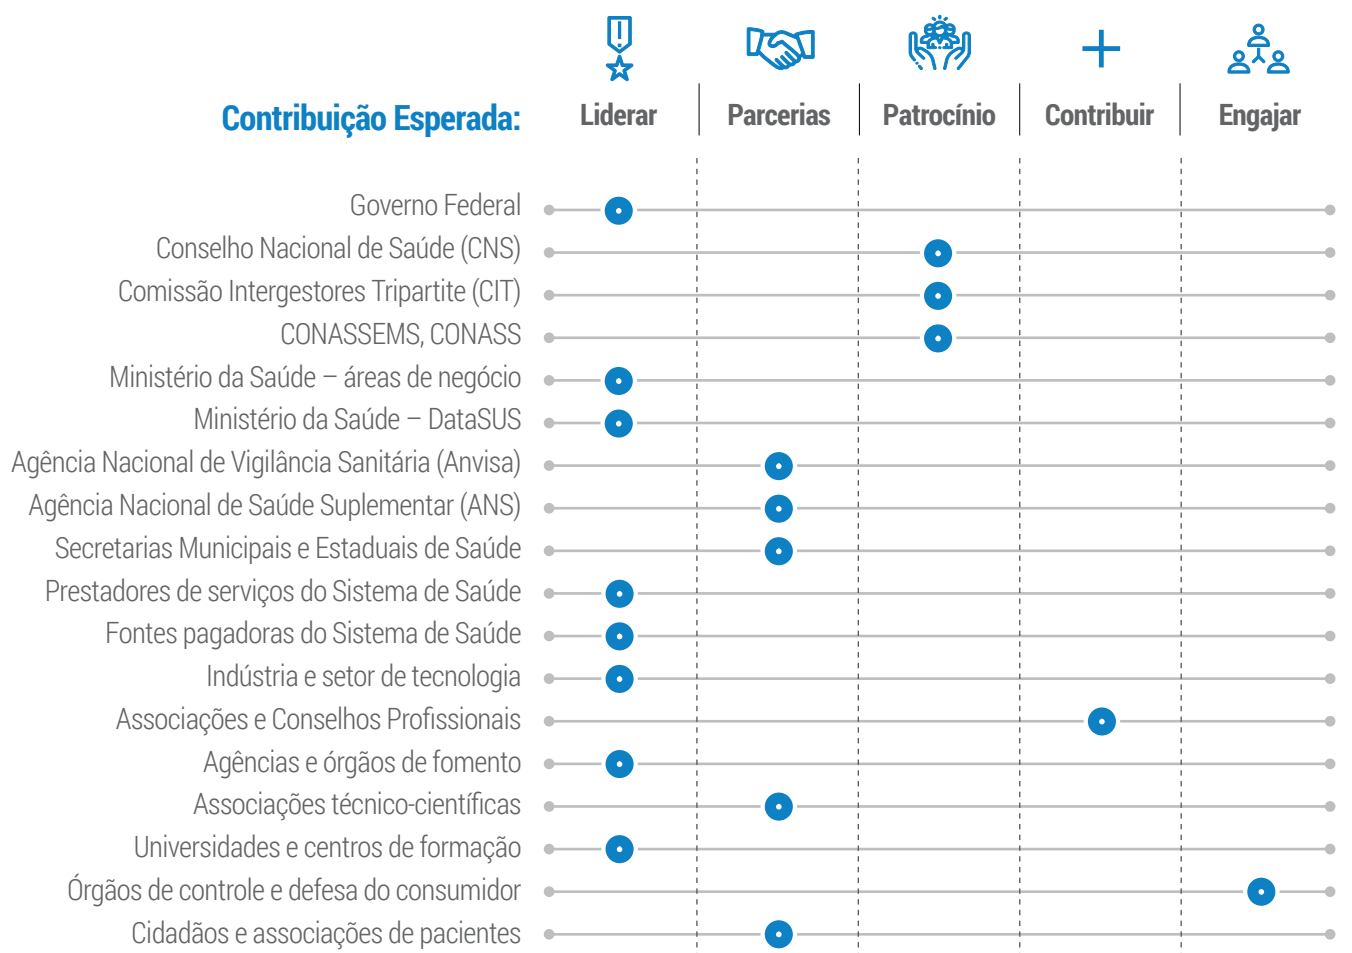 Contribuição Esperada:
Liderar
Parcerias
Patrocínio
Contribuir
Engajar
Governo Federal
Conselho Nacional de Saúde (CNS)
Comissão Intergestores Tripartite (CIT)
CONASSEMS, CONASS
Ministério da Saúde – áreas de negócio
Ministério da Saúde – DataSUS
Agência Nacional de Vigilância Sanitária (Anvisa)
Agência Nacional de Saúde Suplementar (ANS)
Secretarias Municipais e Estaduais de Saúde
Prestadores de serviços do Sistema de Saúde
Fontes pagadoras do Sistema de Saúde
Indústria e setor de tecnologia
Associações e Conselhos Profissionais
Agências e órgãos de fomento
Associações técnico-científicas
Universidades e centros de formação
Órgãos de controle e defesa do consumidor
Cidadãos e associações de pacientes